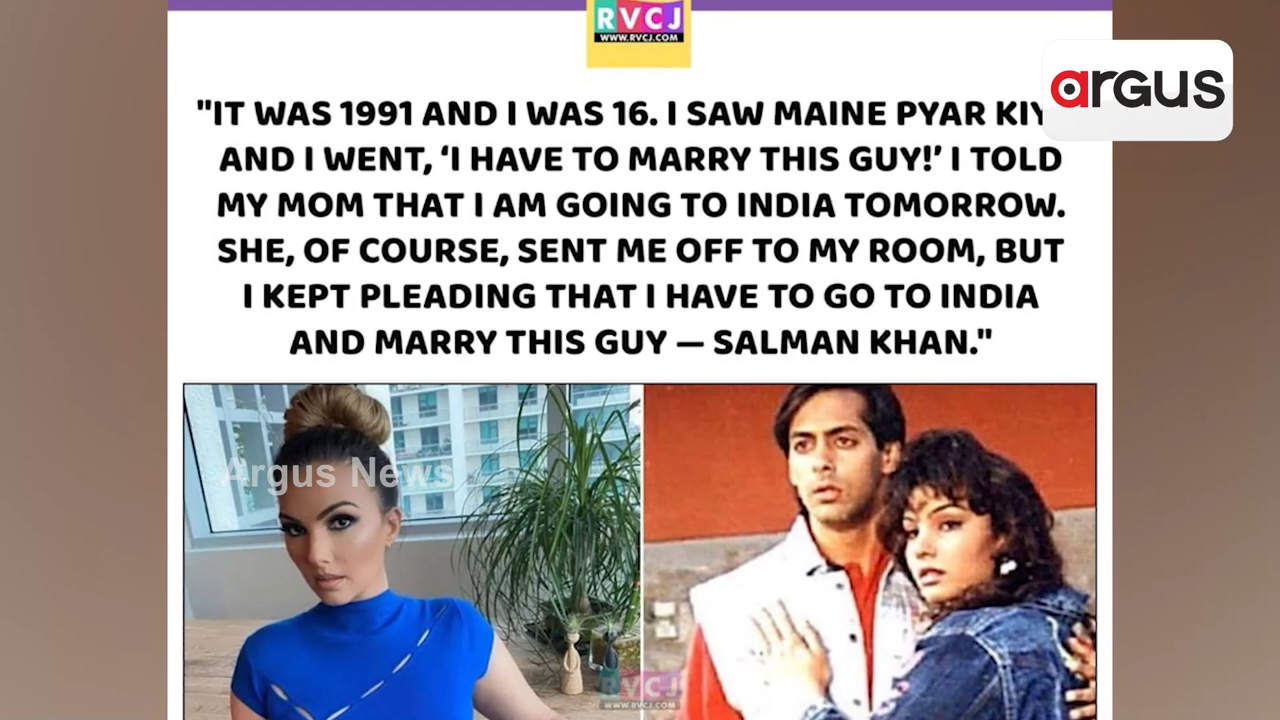 RVCJ
WWW.RVCJ.COM
argus
"IT WAS 1991 AND I WAS 16. I SAW MAINE PYAR KIY
AND I WENT, ‘I HAVE TO MARRY THIS GUY!’ I TOLD
MY MOM THAT I AM GOING TO INDIA TOMORROW.
SHE, OF COURSE, SENT ME OFF TO MY ROOM, BUT
I KEPT PLEADING THAT I HAVE TO GO TO INDIA
AND MARRY THIS GUY — SALMAN KHAN."
Argus News
RVCJ
WWW.RVCJ.COM